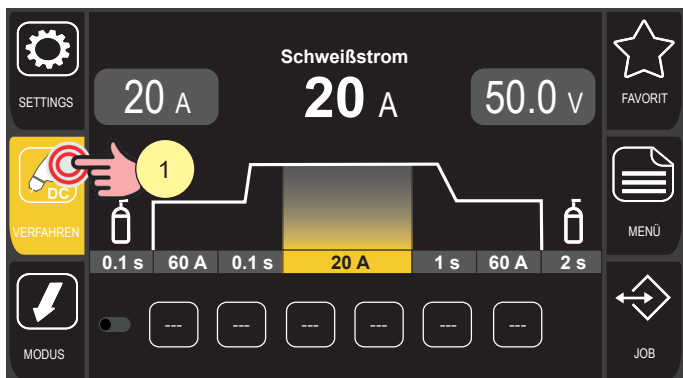 SETTINGS
DC
VERFAHREN
MODUS
Schweißstrom
20 A
20 A
50.0 V
1
0.1 s 60 A 0.1 s 20 A 1 s 60 A 2 s
--- --- --- --- --- ---
FAVORIT
MENÜ
JOB